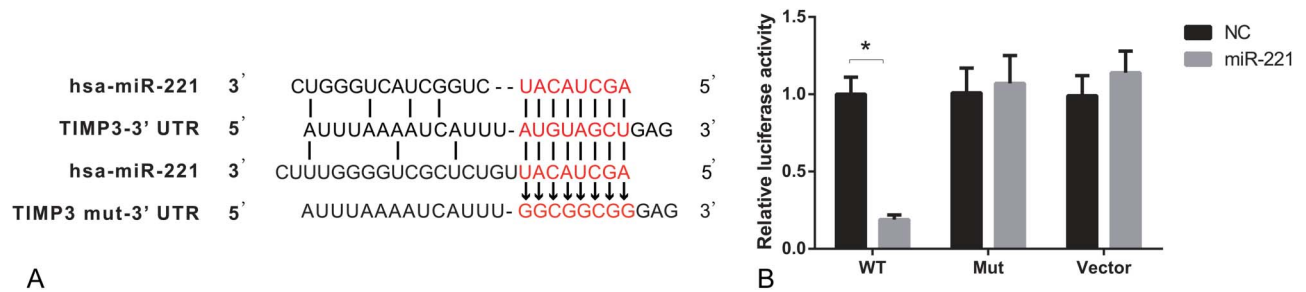 hsa-miR-221 3' CUGGGUCAUCGGUC - - UACAUCGA 5'
TIMP3-3' UTR 5' AUUUAAAAUCAUUU-AUGUAGCUGAG 3'
hsa-miR-221 3' CUUUGGGGUCGCUCUGUUACAUCGA 5'
TIMP3 mut-3' UTR 5' AUUUAAAAUCAUUU-GGCGGCGGGAG 3'
A
Relative luciferase activity
1.5
1.0
0.5
0.0
*
WT Mut Vector
NC
miR-221
B